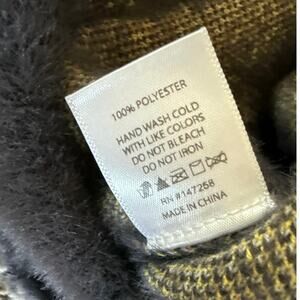 100% POLYESTER
HAND WASH COLD
WITH LIKE COLORS
DO NOT BLEACH
DO NOT IRON
RN #147258
MADE IN CHINA